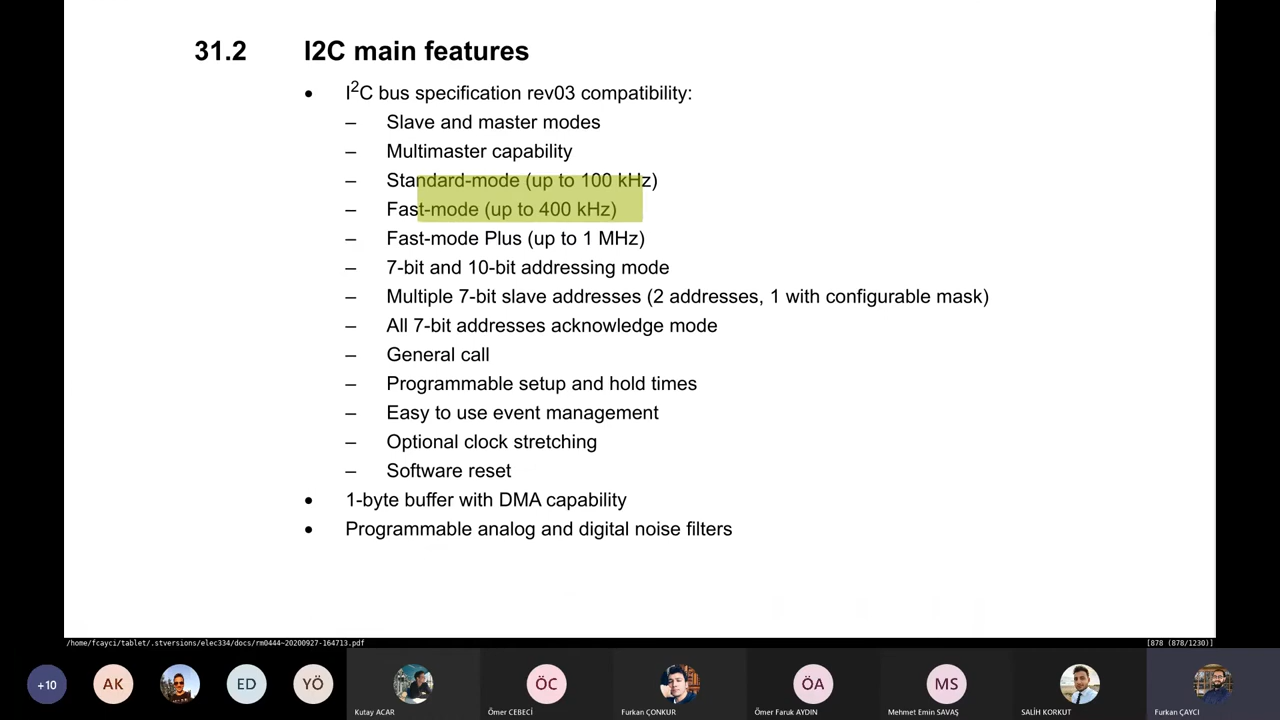 31.2 I2C main features
• I2C bus specification rev03 compatibility:
– Slave and master modes
– Multimaster capability
– Standard-mode (up to 100 kHz)
– Fast-mode (up to 400 kHz)
– Fast-mode Plus (up to 1 MHz)
– 7-bit and 10-bit addressing mode
– Multiple 7-bit slave addresses (2 addresses, 1 with configurable mask)
– All 7-bit addresses acknowledge mode
– General call
– Programmable setup and hold times
– Easy to use event management
– Optional clock stretching
– Software reset
• 1-byte buffer with DMA capability
• Programmable analog and digital noise filters
/home/fcayci/tablet/.stversions/elec334/docs/rm0444~20200927-164713.pdf [878 (878/1230)]
+10 AK ED YÖ ÖC ÖA MS
Kutay ACAR Ömer CEBECİ Furkan ÇONKUR Ömer Faruk AYDIN Mehmet Emin SAVAŞ SALİH KORKUT Furkan ÇAYCI